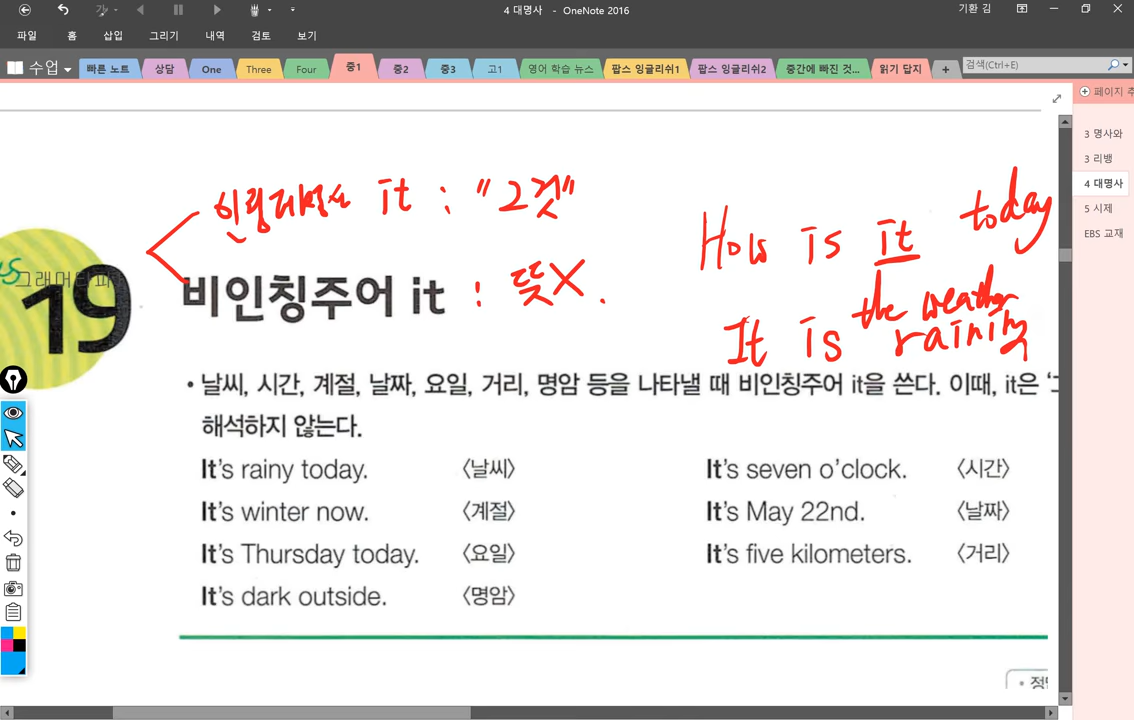 4 대명사 - OneNote 2016
기환 김
파일 홈 삽입 그리기 내역 검토 보기
수업 빠른 노트 상담 One Three Four 중1 중2 중3 고1 영어 학습 뉴스 팝스 잉글리쉬1 팝스 잉글리쉬2 중간에 빠진 것... 읽기 답지 + 검색(Ctrl+E)
페이지 추
3 명사와
3 리뱅
4 대명사
5 시제
EBS 교재
인칭대명사 it : "그것"
How is it today
the weather
It is raining
19
비인칭주어 it : 뜻X.
• 날씨, 시간, 계절, 날짜, 요일, 거리, 명암 등을 나타낼 때 비인칭주어 it을 쓴다. 이때, it은 '그
해석하지 않는다.
It's rainy today. 〈날씨〉 It's seven o'clock. 〈시간〉
It's winter now. 〈계절〉 It's May 22nd. 〈날짜〉
It's Thursday today. 〈요일〉 It's five kilometers. 〈거리〉
It's dark outside. 〈명암〉